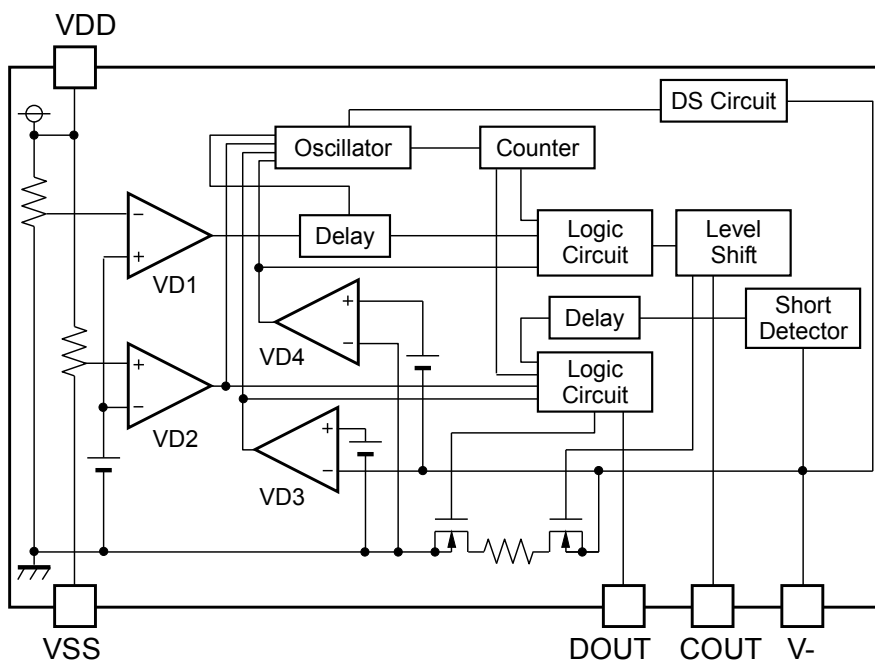 VDD
DS Circuit
Oscillator
Counter
−
+
VD1
Delay
Logic
Circuit
Level
Shift
+
−
VD4
Delay
Short
Detector
+
−
VD2
Logic
Circuit
+
−
VD3
VSS
DOUT
COUT
V-